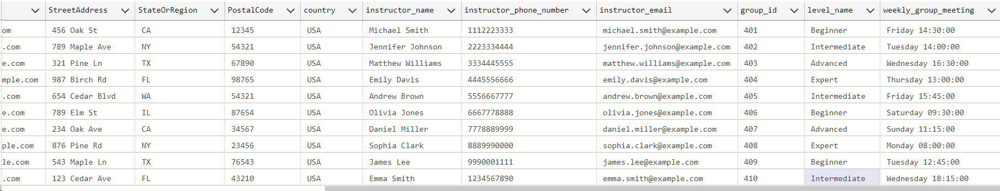 StreetAddress StateOrRegion PostalCode country instructor_name instructor_phone_number instructor_email group_id level_name weekly_group_meeting
om 456 Oak St CA 12345 USA Michael Smith 1112223333 michael.smith@example.com 401 Beginner Friday 14:30:00
.com 789 Maple Ave NY 54321 USA Jennifer Johnson 2223334444 jennifer.johnson@example.com 402 Intermediate Tuesday 14:00:00
e.com 321 Pine Ln TX 67890 USA Matthew Williams 3334445555 matthew.williams@example.com 403 Advanced Wednesday 16:30:00
mple.com 987 Birch Rd FL 98765 USA Emily Davis 4445556666 emily.davis@example.com 404 Expert Thursday 13:00:00
.com 654 Cedar Blvd WA 54321 USA Andrew Brown 5556667777 andrew.brown@example.com 405 Intermediate Friday 15:45:00
e.com 789 Elm St IL 87654 USA Olivia Jones 6667778888 olivia.jones@example.com 406 Beginner Saturday 09:30:00
e.com 234 Oak Ave CA 34567 USA Daniel Miller 7778889999 daniel.miller@example.com 407 Advanced Sunday 11:15:00
ple.com 876 Pine Rd NY 23456 USA Sophia Clark 8889990000 sophia.clark@example.com 408 Expert Monday 08:00:00
le.com 543 Maple Ln TX 76543 USA James Lee 9990001111 james.lee@example.com 409 Beginner Tuesday 12:45:00
.com 123 Cedar Ave FL 43210 USA Emma Smith 1234567890 emma.smith@example.com 410 Intermediate Wednesday 18:15:00